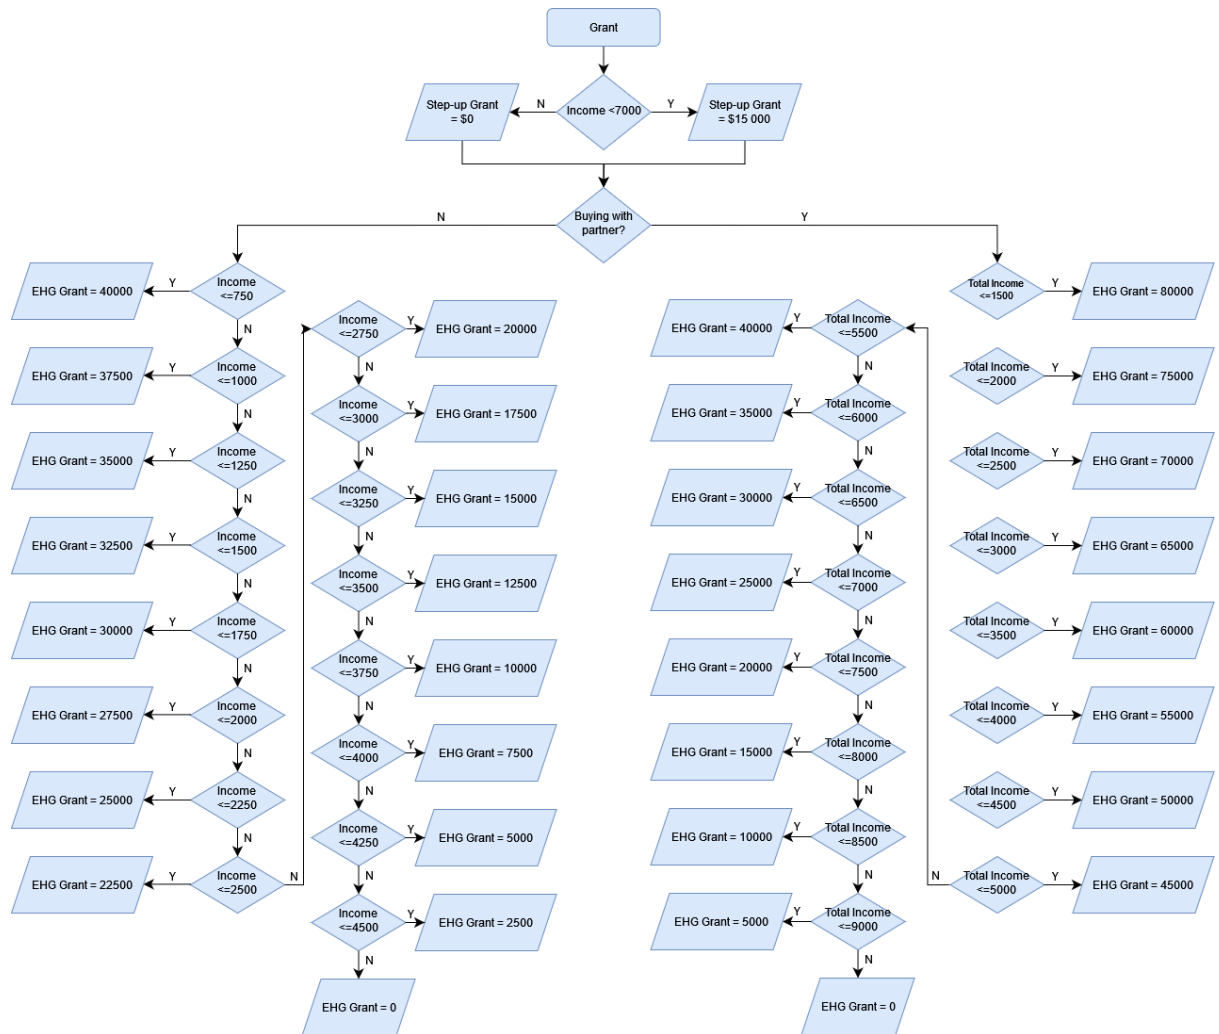 Grant
Step-up Grant
= $0
N
Income <7000
Y
Step-up Grant
= $15 000
N
Buying with
partner?
Y
EHG Grant = 40000
Y
Income
<=750
N
EHG Grant = 37500
Y
Income
<=1000
N
EHG Grant = 35000
Y
Income
<=1250
N
EHG Grant = 32500
Y
Income
<=1500
N
EHG Grant = 30000
Y
Income
<=1750
N
EHG Grant = 27500
Y
Income
<=2000
N
EHG Grant = 25000
Y
Income
<=2250
N
EHG Grant = 22500
Y
Income
<=2500
N
Income
<=2750
Y
EHG Grant = 20000
N
Income
<=3000
Y
EHG Grant = 17500
N
Income
<=3250
Y
EHG Grant = 15000
N
Income
<=3500
Y
EHG Grant = 12500
N
Income
<=3750
Y
EHG Grant = 10000
N
Income
<=4000
Y
EHG Grant = 7500
N
Income
<=4250
Y
EHG Grant = 5000
N
Income
<=4500
Y
EHG Grant = 2500
N
EHG Grant = 0
Total Income
<=1500
Y
EHG Grant = 80000
Total Income
<=2000
Y
EHG Grant = 75000
Total Income
<=2500
Y
EHG Grant = 70000
Total Income
<=3000
Y
EHG Grant = 65000
Total Income
<=3500
Y
EHG Grant = 60000
Total Income
<=4000
Y
EHG Grant = 55000
Total Income
<=4500
Y
EHG Grant = 50000
N
Total Income
<=5000
Y
EHG Grant = 45000
EHG Grant = 40000
Y
Total Income
<=5500
N
EHG Grant = 35000
Y
Total Income
<=6000
N
EHG Grant = 30000
Y
Total Income
<=6500
N
EHG Grant = 25000
Y
Total Income
<=7000
N
EHG Grant = 20000
Y
Total Income
<=7500
N
EHG Grant = 15000
Y
Total Income
<=8000
N
EHG Grant = 10000
Y
Total Income
<=8500
N
EHG Grant = 5000
Y
Total Income
<=9000
N
EHG Grant = 0